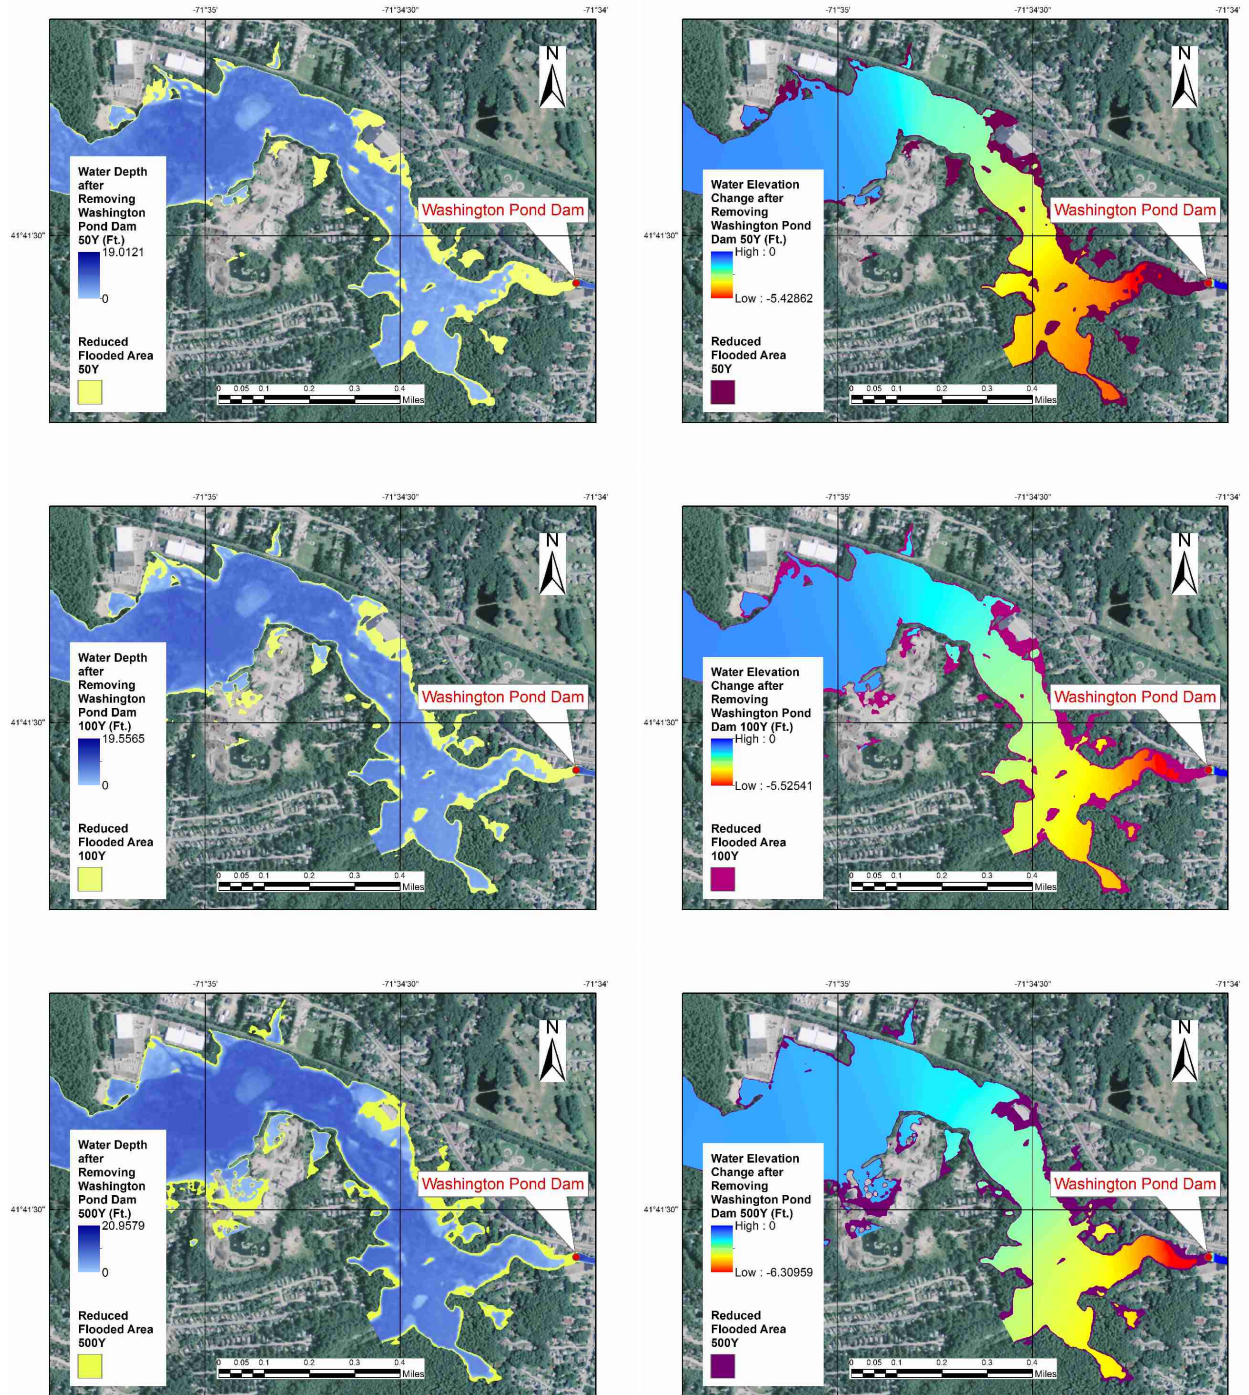 -71°35'
-71°34'30"
-71°34'
N
Water Depth
after
Removing
Washington
Pond Dam
50Y (Ft.)
19.0121
0
Reduced
Flooded Area
50Y
Washington Pond Dam
41°41'30"
0 0.05 0.1 0.2 0.3 0.4
Miles
-71°35'
-71°34'30"
-71°34'
N
Water Elevation
Change after
Removing
Washington Pond
Dam 50Y (Ft.)
High : 0
Low : -5.42862
Reduced
Flooded Area
50Y
Washington Pond Dam
0 0.05 0.1 0.2 0.3 0.4
Miles
-71°35'
-71°34'30"
-71°34'
N
Water Depth
after
Removing
Washington
Pond Dam
100Y (Ft.)
19.5565
0
Reduced
Flooded Area
100Y
Washington Pond Dam
41°41'30"
0 0.05 0.1 0.2 0.3 0.4
Miles
-71°35'
-71°34'30"
-71°34'
N
Water Elevation
Change after
Removing
Washington Pond
Dam 100Y (Ft.)
High : 0
Low : -5.52541
Reduced
Flooded Area
100Y
Washington Pond Dam
0 0.05 0.1 0.2 0.3 0.4
Miles
-71°35'
-71°34'30"
-71°34'
N
Water Depth
after
Removing
Washington
Pond Dam
500Y (Ft.)
20.9579
0
Reduced
Flooded Area
500Y
Washington Pond Dam
41°41'30"
0 0.05 0.1 0.2 0.3 0.4
Miles
-71°35'
-71°34'30"
-71°34'
N
Water Elevation
Change after
Removing
Washington Pond
Dam 500Y (Ft.)
High : 0
Low : -6.30959
Reduced
Flooded Area
500Y
Washington Pond Dam
0 0.05 0.1 0.2 0.3 0.4
Miles